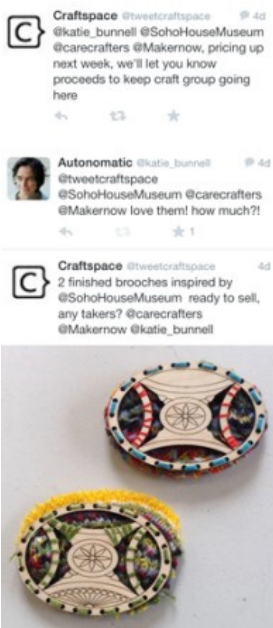 Craftspace @tweetcraftspace 4d
@katie_bunnell @SohoHouseMuseum
@carecrafters @Makernow, pricing up
next week, we'll let you know
proceeds to keep craft group going
here
Autonomatic @katie_bunnell 4d
@tweetcraftspace
@SohoHouseMuseum @carecrafters
@Makernow love them! how much?!
1
Craftspace @tweetcraftspace 4d
2 finished brooches inspired by
@SohoHouseMuseum ready to sell,
any takers? @carecrafters
@Makernow @katie_bunnell